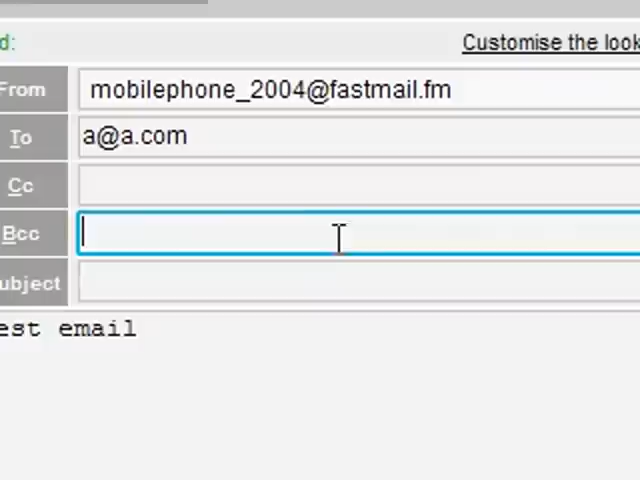 d:
Customise the look
From
mobilephone_2004@fastmail.fm
To
a@a.com
Cc
Bcc
ubject
est email